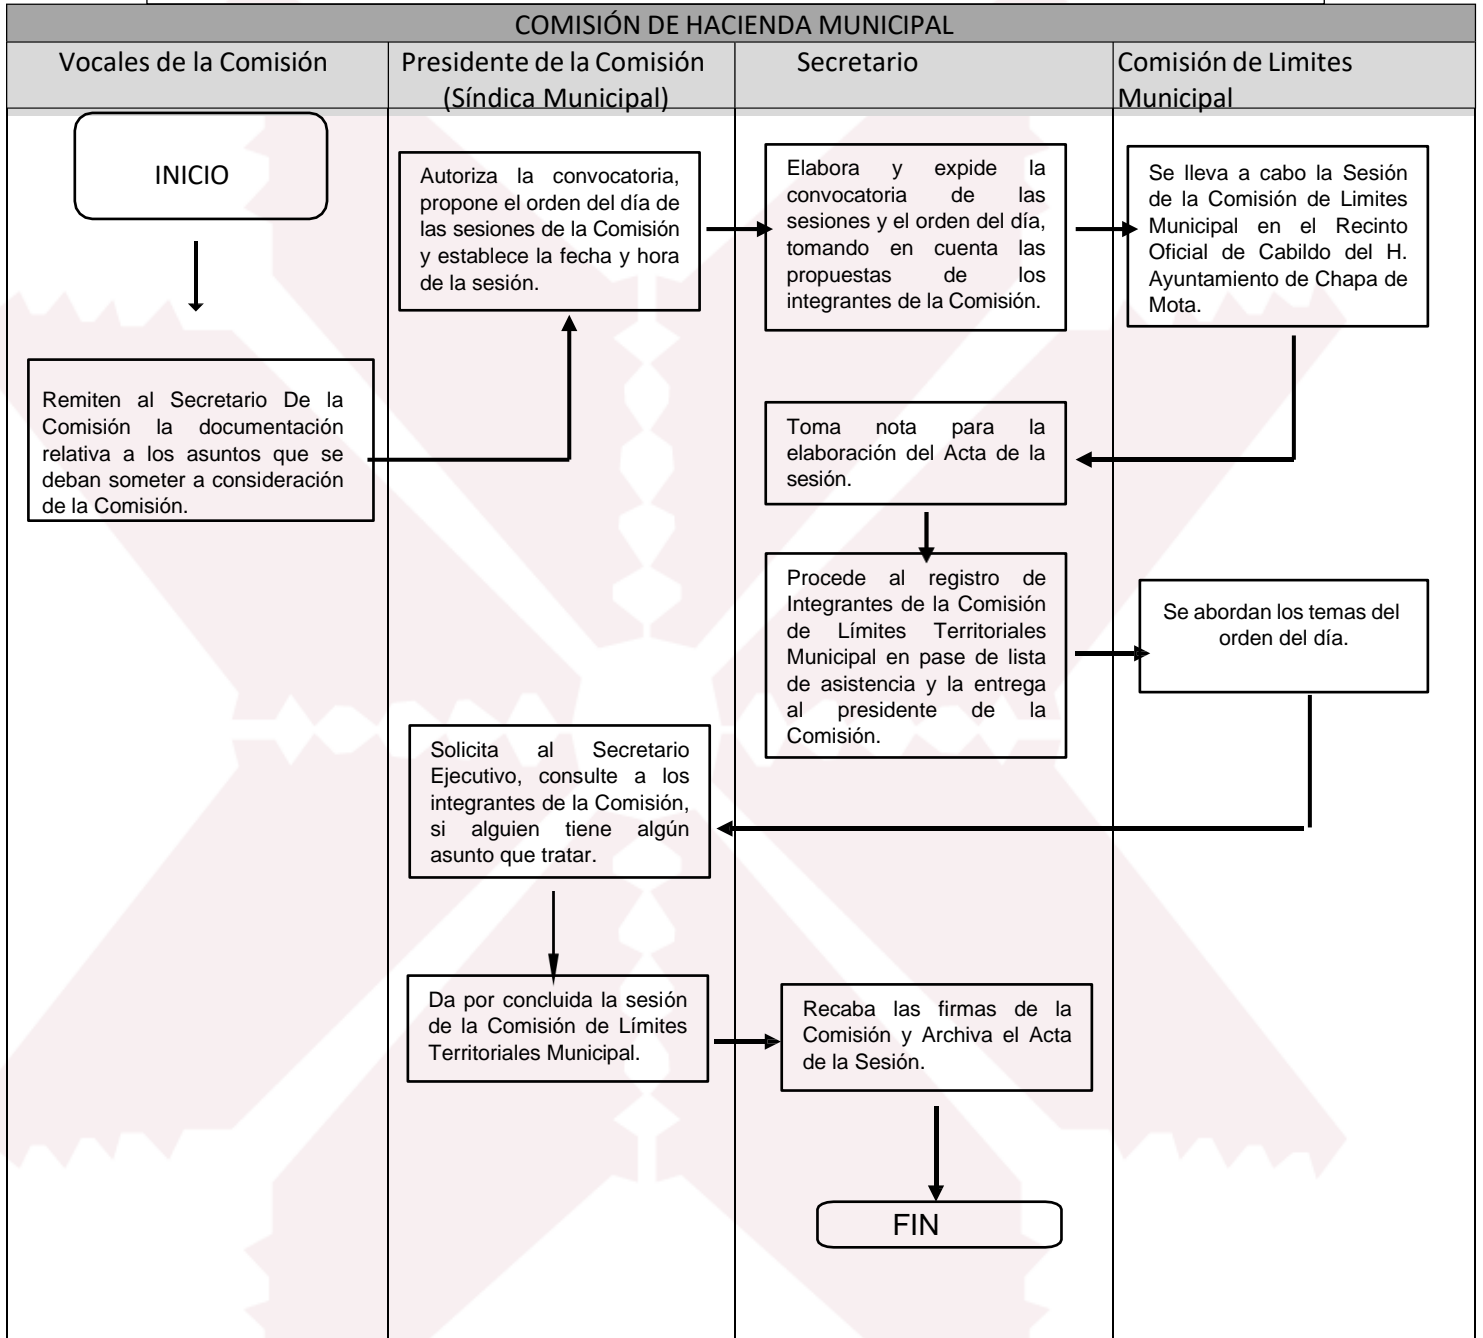 COMISIÓN DE HACIENDA MUNICIPAL
Vocales de la Comisión
Presidente de la Comisión
(Síndica Municipal)
Secretario
Comisión de Limites
Municipal
INICIO
Remiten al Secretario De la
Comisión la documentación
relativa a los asuntos que se
deban someter a consideración
de la Comisión.
Autoriza la convocatoria,
propone el orden del día de
las sesiones de la Comisión
y establece la fecha y hora
de la sesión.
Elabora y expide la
convocatoria de las
sesiones y el orden del día,
tomando en cuenta las
propuestas de los
integrantes de la Comisión.
Se lleva a cabo la Sesión
de la Comisión de Limites
Municipal en el Recinto
Oficial de Cabildo del H.
Ayuntamiento de Chapa de
Mota.
Toma nota para la
elaboración del Acta de la
sesión.
Procede al registro de
Integrantes de la Comisión
de Límites Territoriales
Municipal en pase de lista
de asistencia y la entrega
al presidente de la
Comisión.
Se abordan los temas del
orden del día.
Solicita al Secretario
Ejecutivo, consulte a los
integrantes de la Comisión,
si alguien tiene algún
asunto que tratar.
Da por concluida la sesión
de la Comisión de Límites
Territoriales Municipal.
Recaba las firmas de la
Comisión y Archiva el Acta
de la Sesión.
FIN